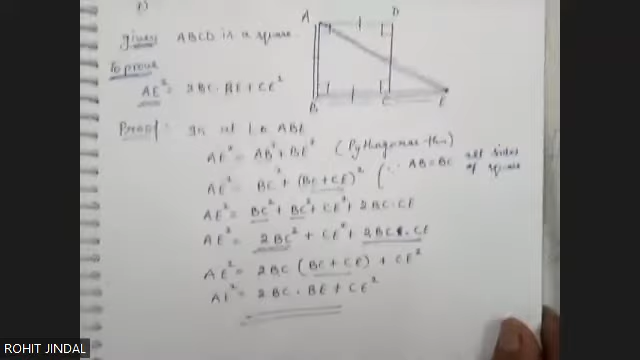 A
D
Given ABCD is a square.
To prove
AE² = 2BC · BE + CE²
B
C
E
Proof : In rt ΔABE
AE² = AB² + BE² (Pythagoras thm)
AE² = BC² + (BC + CE)² (∵ AB = BC all sides of square
AE² = BC² + BC² + CE² + 2BC · CE
AE² = 2BC² + CE² + 2BC · CE
AE² = 2BC (BC + CE) + CE²
AE² = 2BC · BE + CE²
ROHIT JINDAL